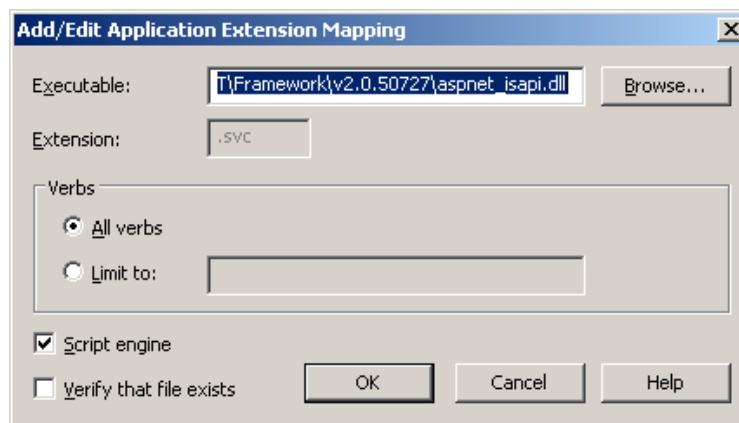 Add/Edit Application Extension Mapping
Executable: T\Framework\v2.0.50727\aspnet_isapi.dll Browse...
Extension: .svc
Verbs
All verbs
Limit to:
Script engine
Verify that file exists OK Cancel Help